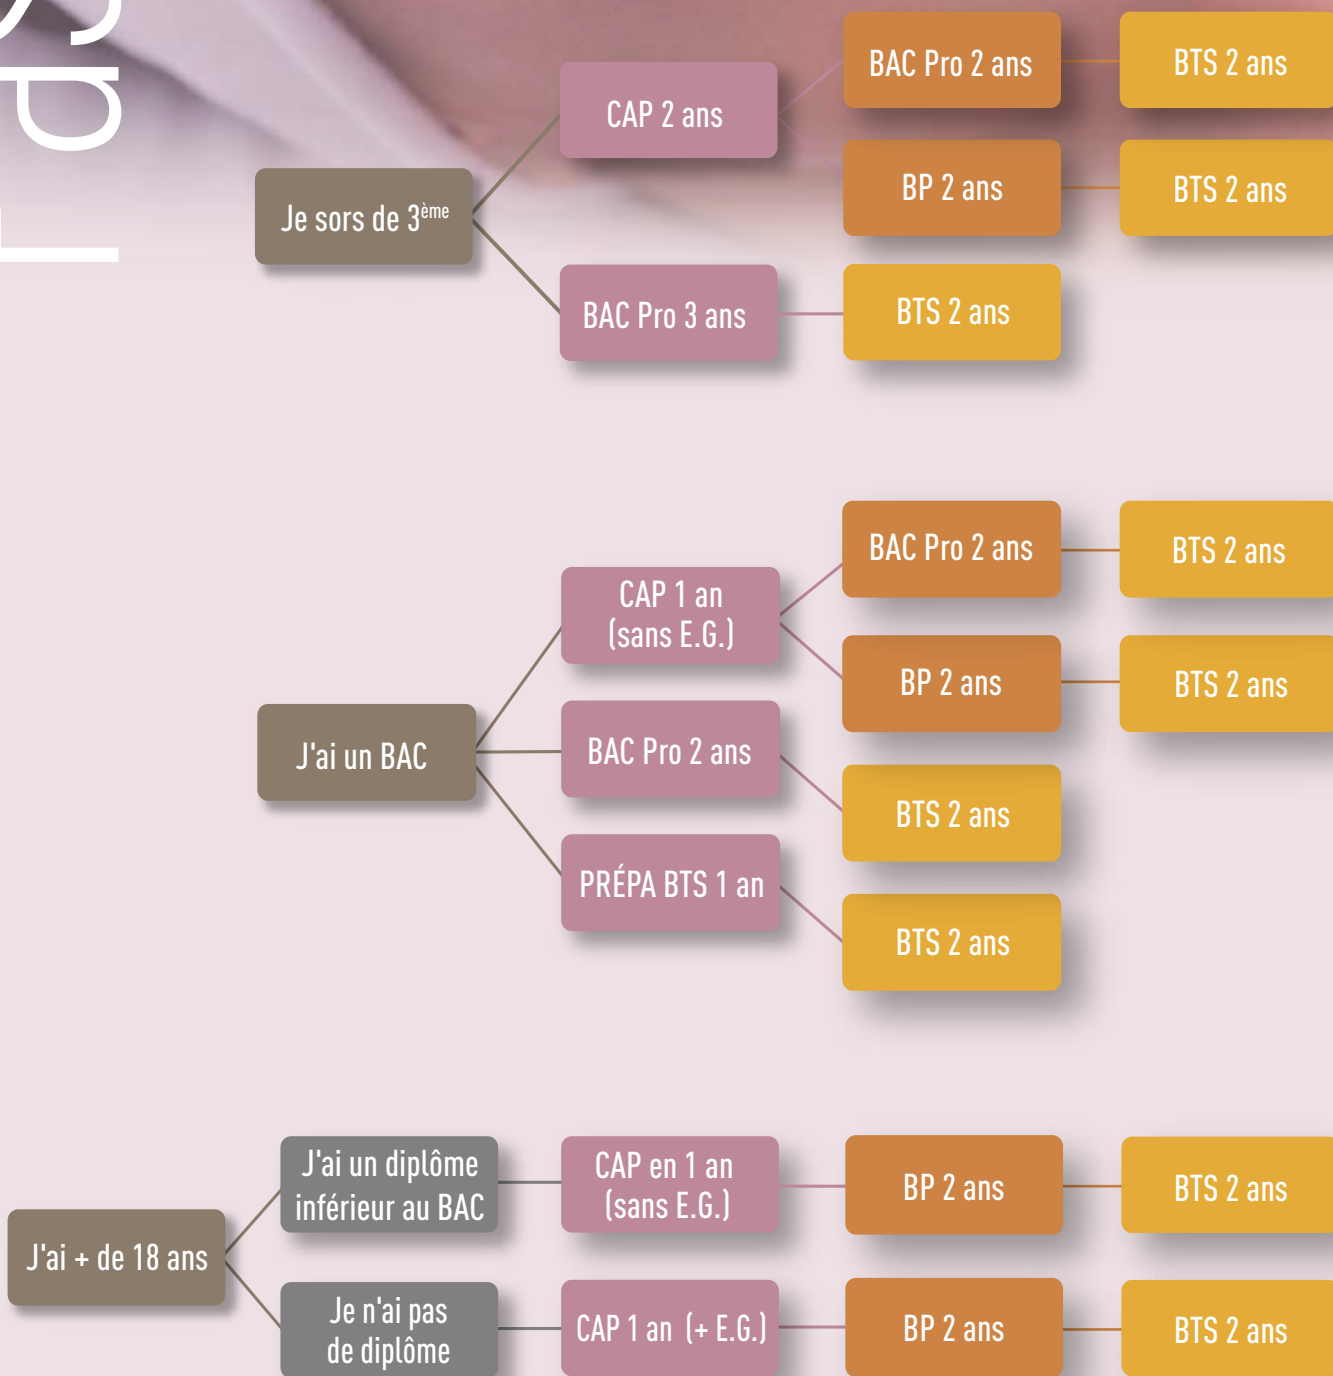 BAC Pro 2 ans
BTS 2 ans
CAP 2 ans
BP 2 ans
BTS 2 ans
Je sors de 3ème
BAC Pro 3 ans
BTS 2 ans
BAC Pro 2 ans
BTS 2 ans
CAP 1 an
(sans E.G.)
BP 2 ans
BTS 2 ans
J'ai un BAC
BAC Pro 2 ans
BTS 2 ans
PRÉPA BTS 1 an
BTS 2 ans
J'ai + de 18 ans
J'ai un diplôme
inférieur au BAC
CAP en 1 an
(sans E.G.)
BP 2 ans
BTS 2 ans
Je n'ai pas
de diplôme
CAP 1 an (+ E.G.)
BP 2 ans
BTS 2 ans